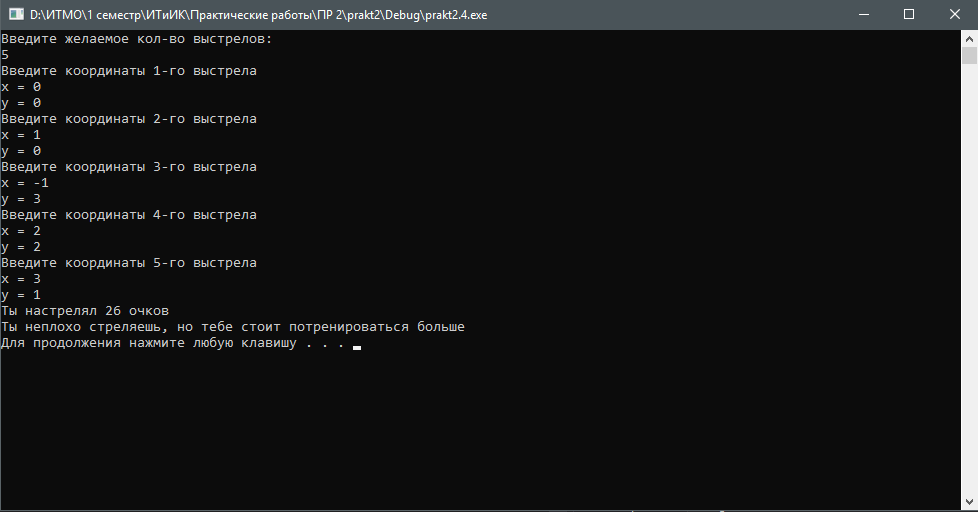 D:\ИТМО\1 семестр\ИТиИК\Практические работы\ПР 2\prakt2\Debug\prakt2.4.exe
Введите желаемое кол-во выстрелов:
5
Введите координаты 1-го выстрела
x = 0
y = 0
Введите координаты 2-го выстрела
x = 1
y = 0
Введите координаты 3-го выстрела
x = -1
y = 3
Введите координаты 4-го выстрела
x = 2
y = 2
Введите координаты 5-го выстрела
x = 3
y = 1
Ты настрелял 26 очков
Ты неплохо стреляешь, но тебе стоит потренироваться больше
Для продолжения нажмите любую клавишу . . .